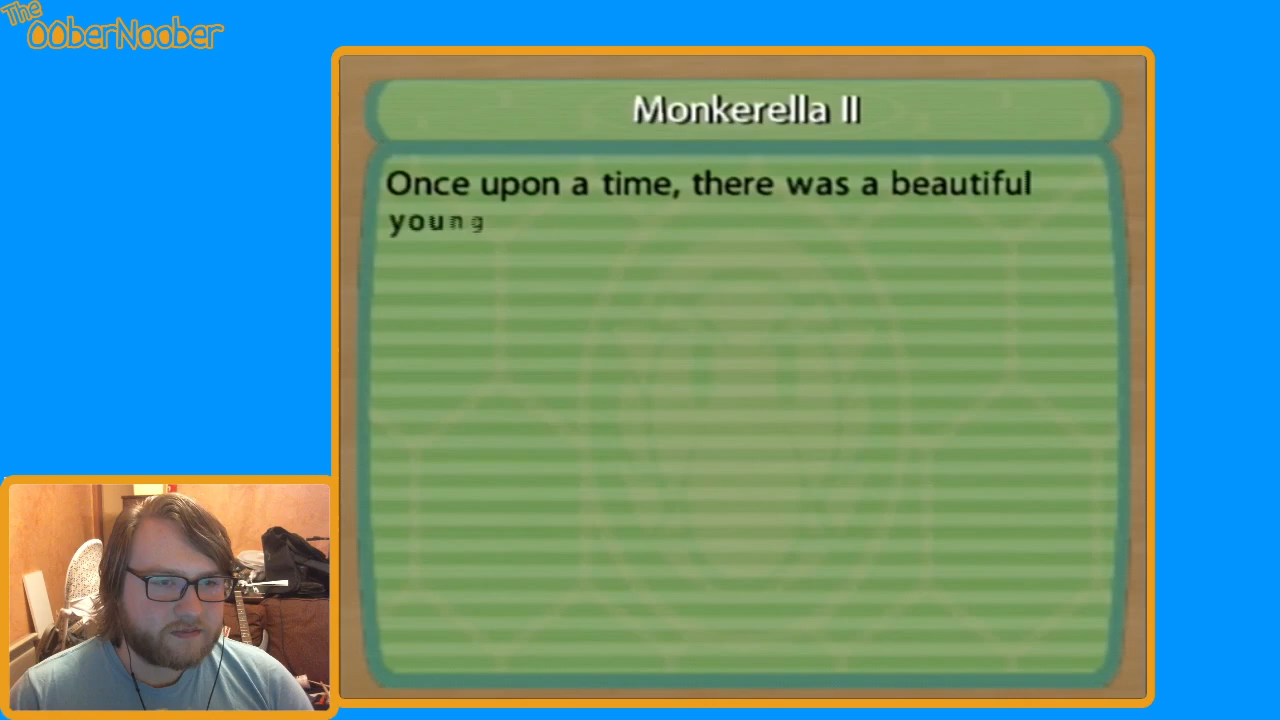 The
OOberNoober
Monkerella II
Once upon a time, there was a beautiful
young